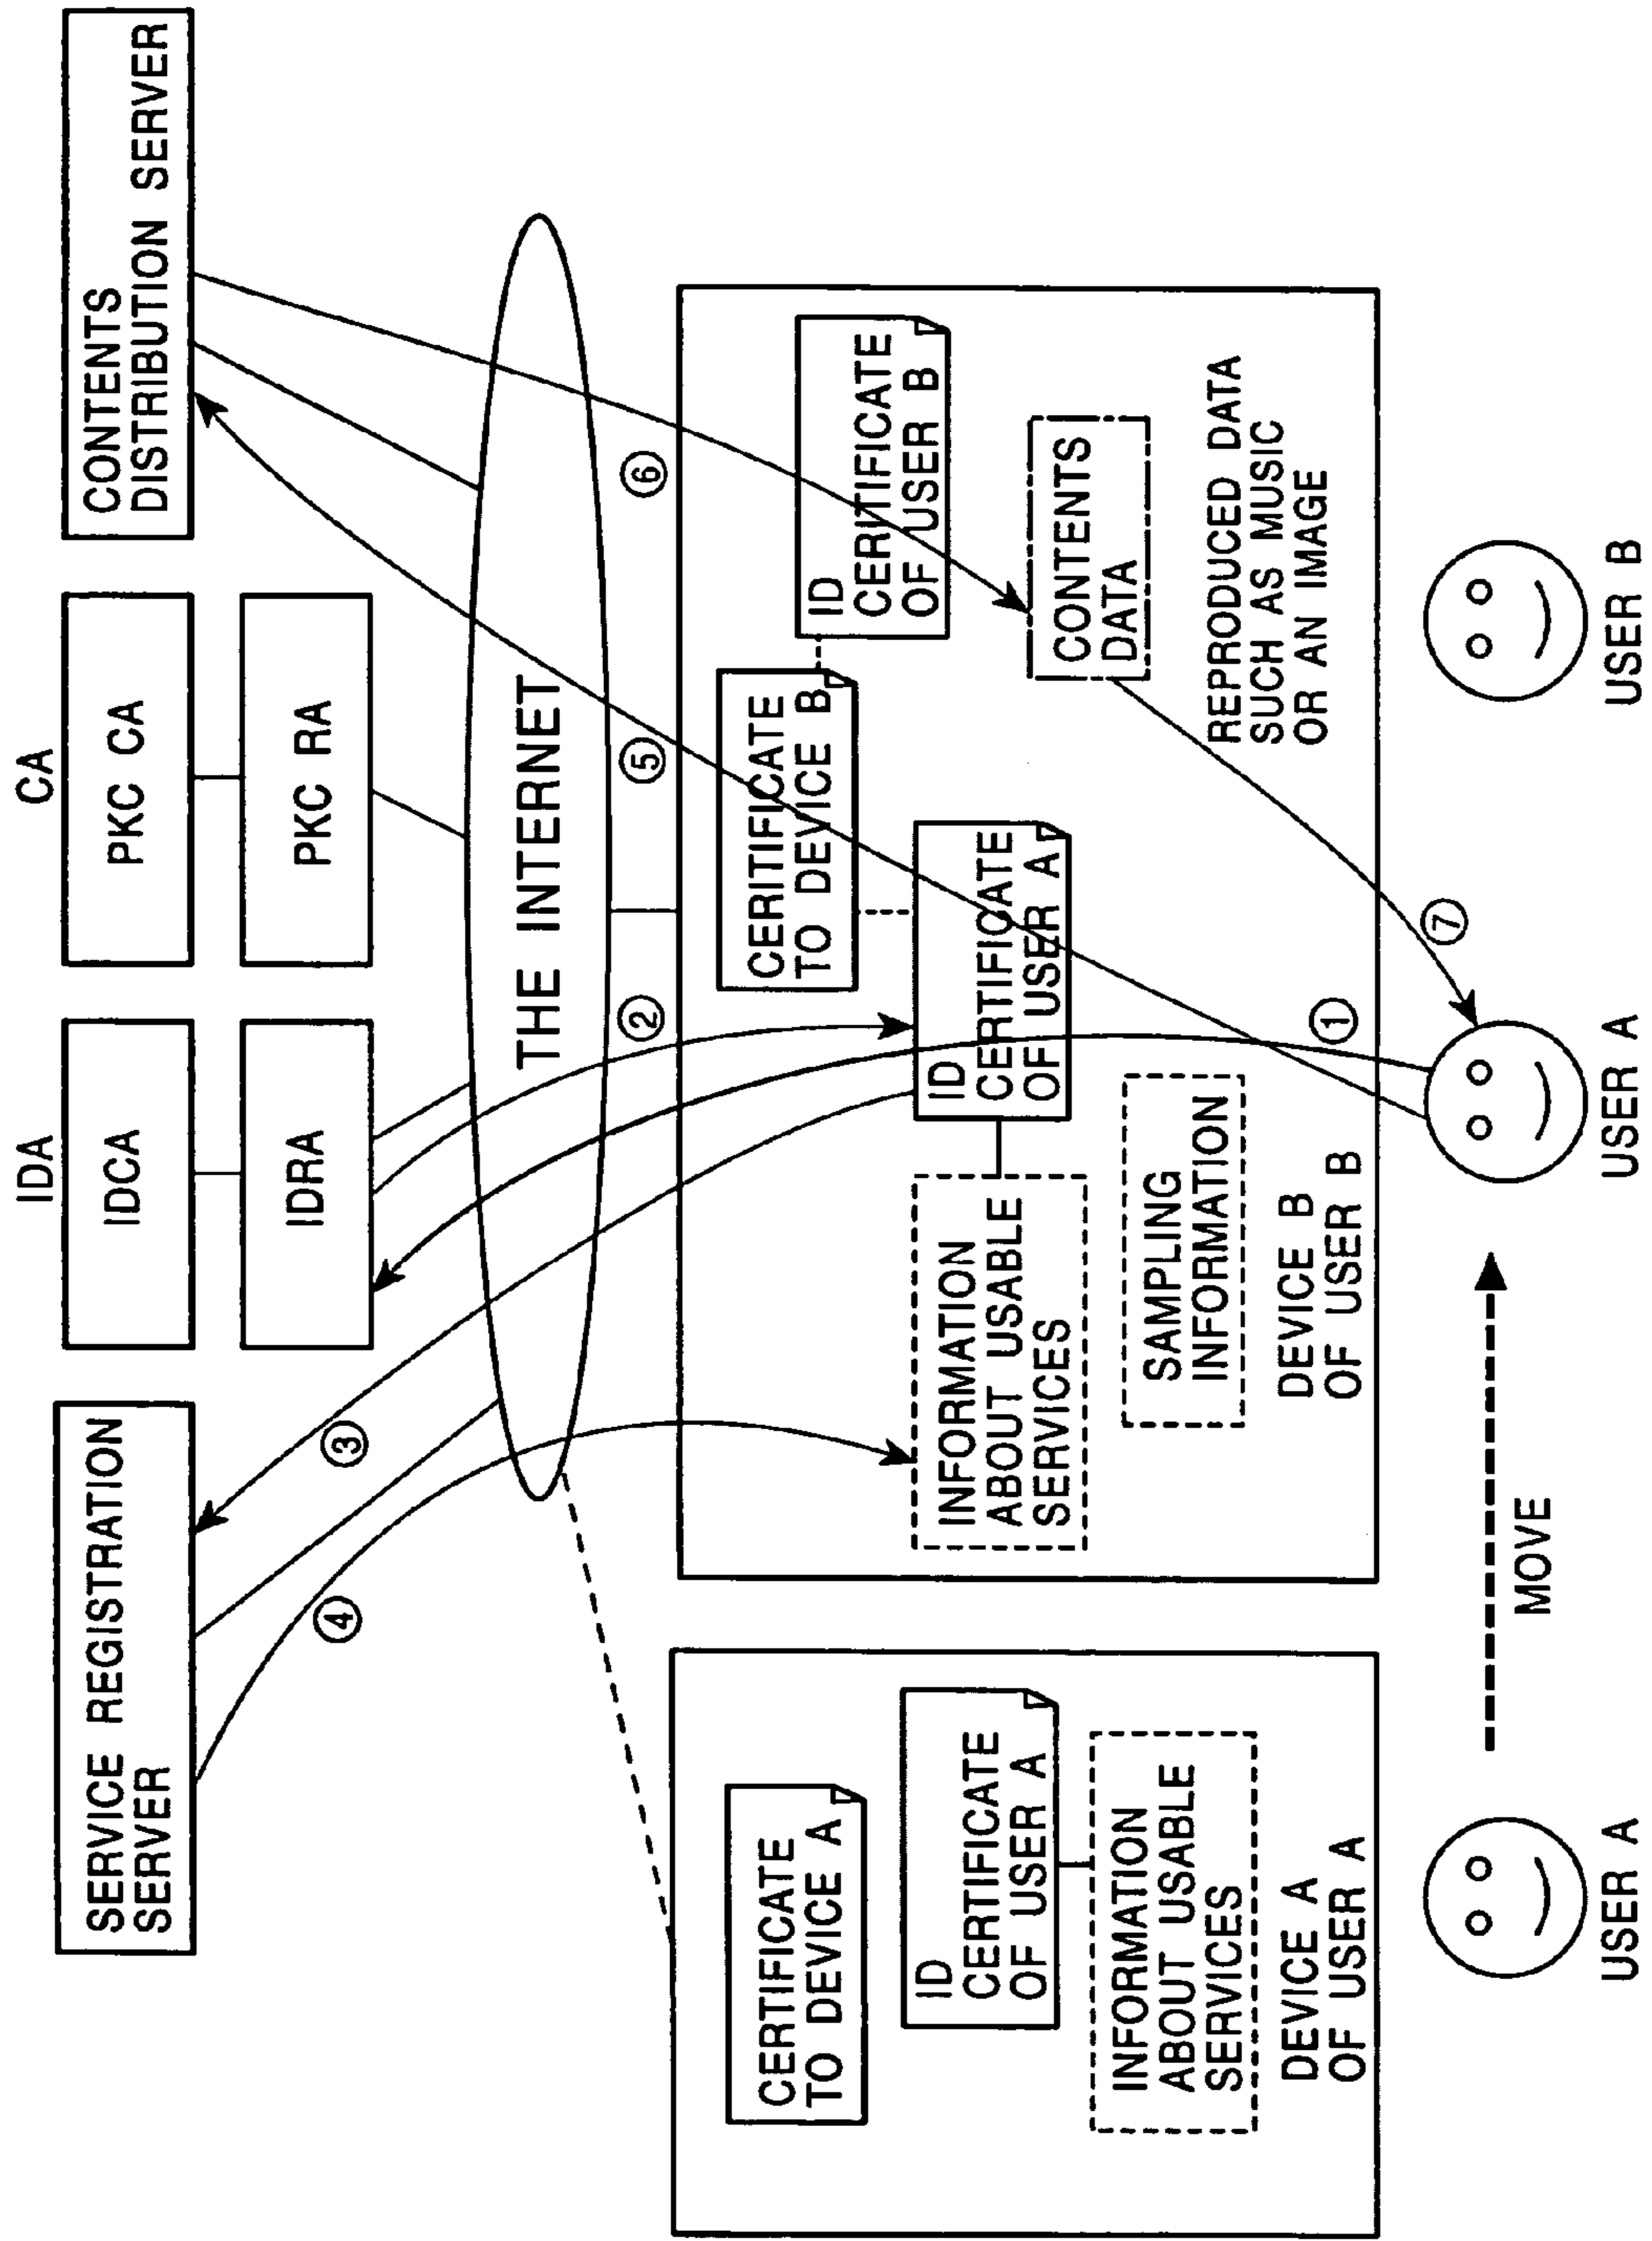 SERVICE REGISTRATION
SERVER
IDA
IDCA
IDRA
CA
PKC CA
PKC RA
CONTENTS
DISTRIBUTION SERVER
THE INTERNET
③
④
②
⑤
⑥
CERTIFICATE
TO DEVICE A
ID
CERTIFICATE
OF USER A
INFORMATION
ABOUT USABLE
SERVICES
DEVICE A
OF USER A
CERITIFICATE
TO DEVICE B
ID
CERTIFICATE
OF USER B
ID
CERTIFICATE
OF USER A
INFORMATION
ABOUT USABLE
SERVICES
SAMPLING
INFORMATION
CONTENTS
DATA
REPRODUCED DATA
SUCH AS MUSIC
OR AN IMAGE
DEVICE B
OF USER B
①
⑦
USER A
MOVE
USER A
USER B